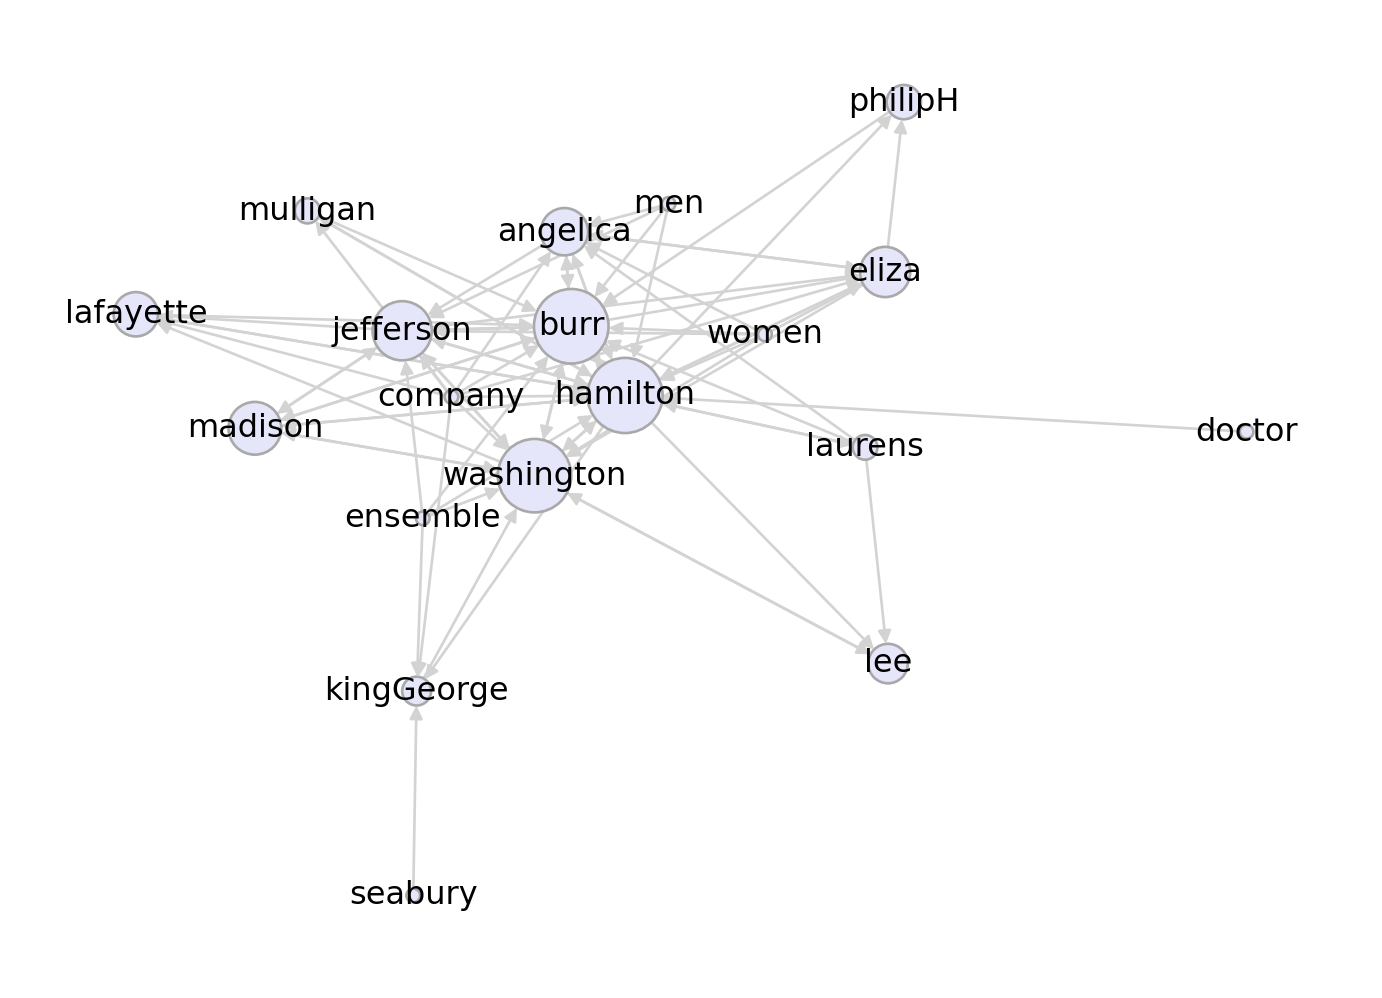 philipH
men
mulligan
angelica
eliza
lafayette
jefferson
burr
women
company
hamilton
madison
doctor
laurens
washington
ensemble
lee
kingGeorge
seabury